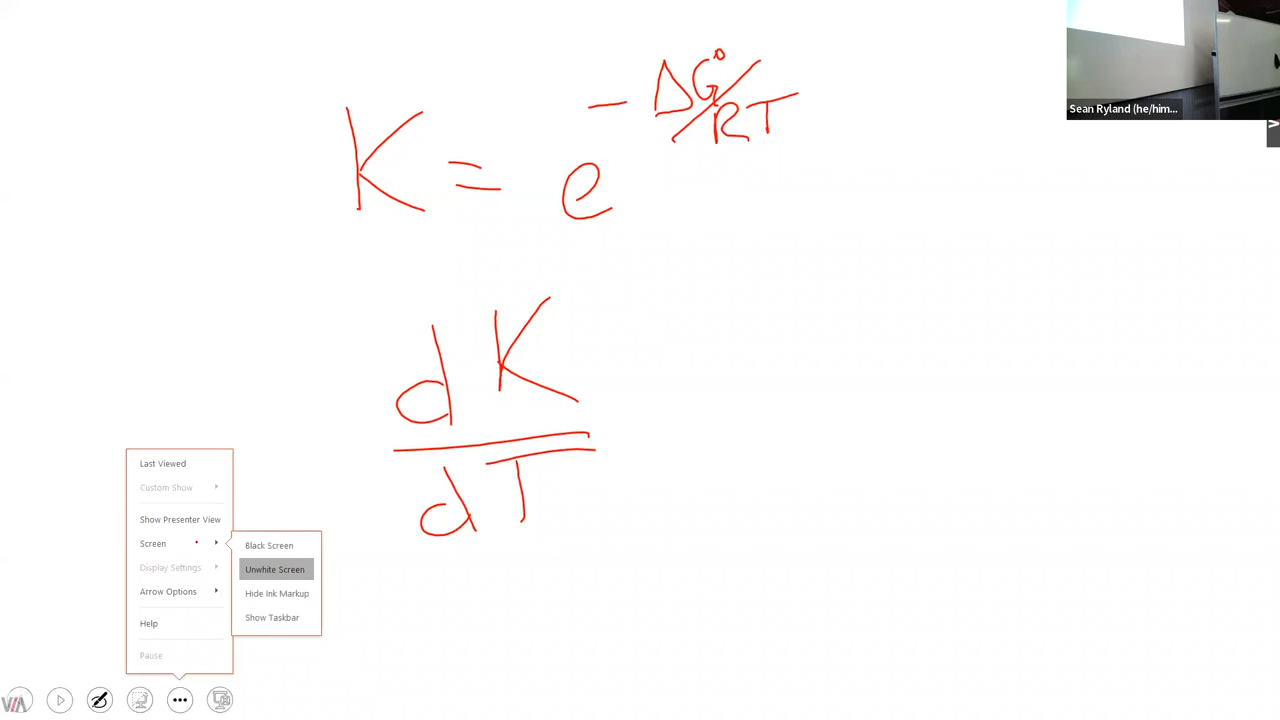 K = e^{-ΔG°/RT}
Sean Ryland (he/him...
dK
dT
Last Viewed
Custom Show
Show Presenter View
Screen
Display Settings
Arrow Options
Help
Pause
Black Screen
Unwhite Screen
Hide Ink Markup
Show Taskbar
VIA